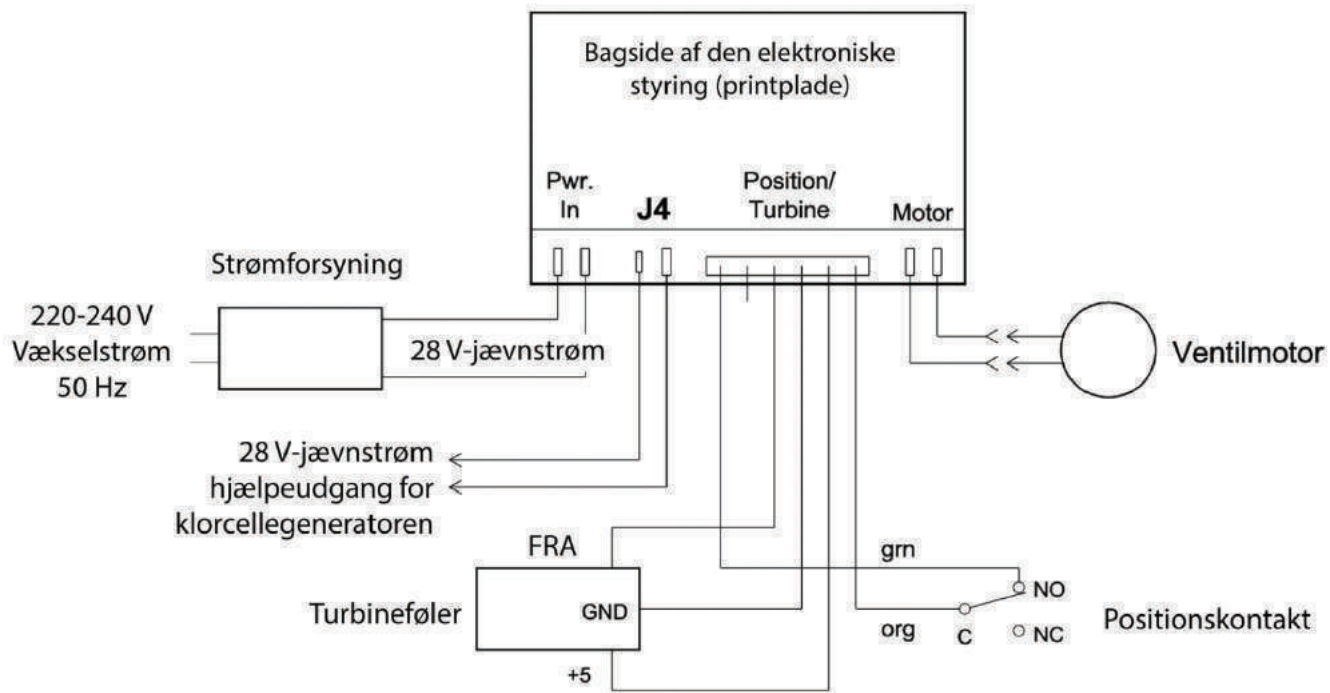 Bagside af den elektroniske
styring (printplade)
Pwr.
In
J4
Position/
Turbine
Motor
Strømforsyning
220-240 V
Vækselstrøm
50 Hz
28 V-jævnstrøm
Ventilmotor
28 V-jævnstrøm
hjælpeudgang for
klorcellegeneratoren
FRA
Turbineføler
GND
+5
grn
org
C
NO
NC
Positionskontakt